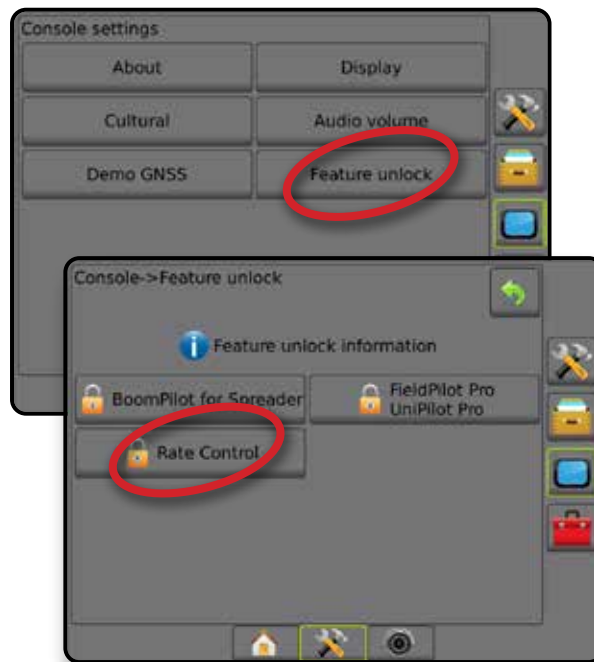 Console settings
About
Display
Cultural
Audio volume
Demo GNSS
Feature unlock
Console->Feature unlock
Feature unlock information
BoomPilot for Spreader
FieldPilot Pro
UniPilot Pro
Rate Control